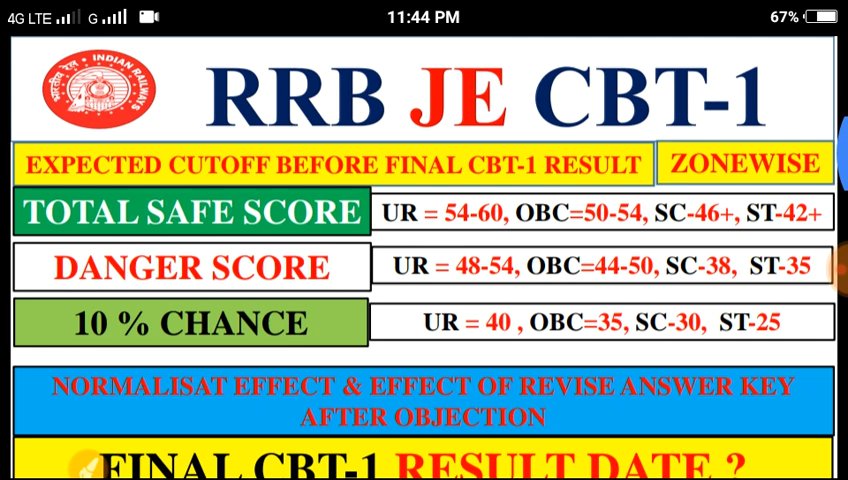 4G LTE G 11:44 PM 67%
भारतीय रेल INDIAN RAILWAYS
RRB JE CBT-1
EXPECTED CUTOFF BEFORE FINAL CBT-1 RESULT ZONEWISE
TOTAL SAFE SCORE UR = 54-60, OBC=50-54, SC-46+, ST-42+
DANGER SCORE UR = 48-54, OBC=44-50, SC-38, ST-35
10 % CHANCE UR = 40 , OBC=35, SC-30, ST-25
NORMALISAT EFFECT & EFFECT OF REVISE ANSWER KEY
AFTER OBJECTION
FINAL CBT-1 RESULT DATE ?